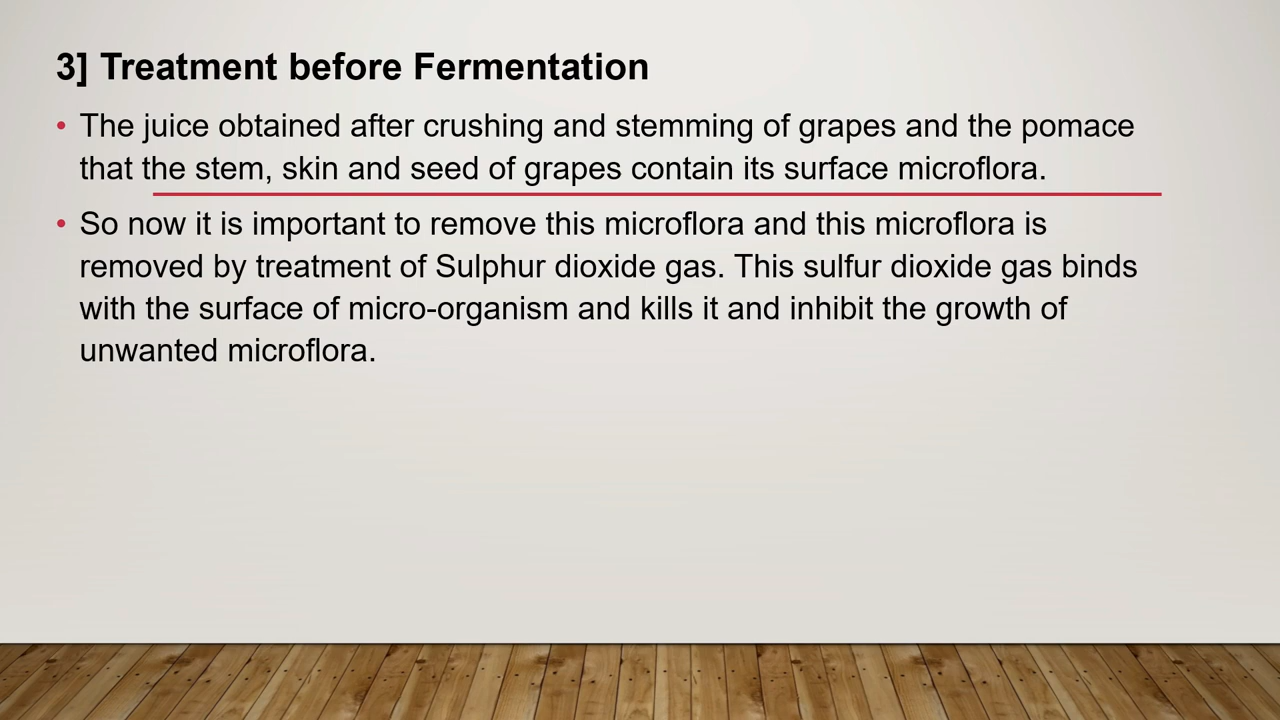 3] Treatment before Fermentation
• The juice obtained after crushing and stemming of grapes and the pomace
that the stem, skin and seed of grapes contain its surface microflora.
• So now it is important to remove this microflora and this microflora is
removed by treatment of Sulphur dioxide gas. This sulfur dioxide gas binds
with the surface of micro-organism and kills it and inhibit the growth of
unwanted microflora.